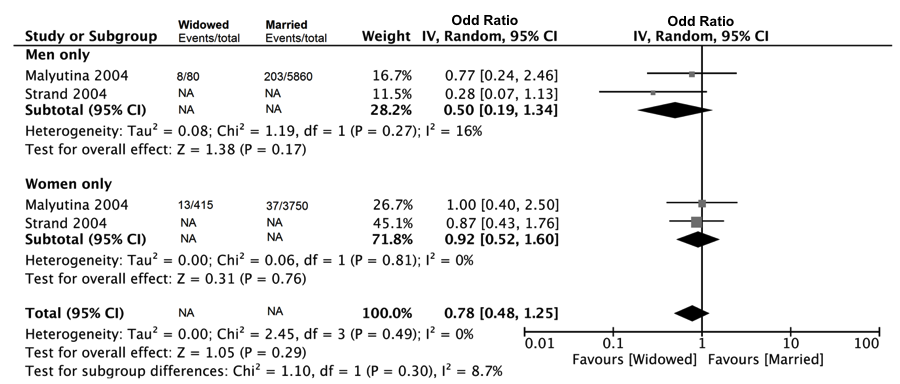 Widowed Married Odd Ratio Odd Ratio
Study or Subgroup Events/total Events/total Weight IV, Random, 95% CI IV, Random, 95% CI
Men only
Malyutina 2004 8/80 203/5860 16.7% 0.77 [0.24, 2.46]
Strand 2004 NA NA 11.5% 0.28 [0.07, 1.13]
Subtotal (95% CI) NA NA 28.2% 0.50 [0.19, 1.34]
Heterogeneity: Tau² = 0.08; Chi² = 1.19, df = 1 (P = 0.27); I² = 16%
Test for overall effect: Z = 1.38 (P = 0.17)
Women only
Malyutina 2004 13/415 37/3750 26.7% 1.00 [0.40, 2.50]
Strand 2004 NA NA 45.1% 0.87 [0.43, 1.76]
Subtotal (95% CI) NA NA 71.8% 0.92 [0.52, 1.60]
Heterogeneity: Tau² = 0.00; Chi² = 0.06, df = 1 (P = 0.81); I² = 0%
Test for overall effect: Z = 0.31 (P = 0.76)
Total (95% CI) NA NA 100.0% 0.78 [0.48, 1.25]
Heterogeneity: Tau² = 0.00; Chi² = 2.45, df = 3 (P = 0.49); I² = 0%
Test for overall effect: Z = 1.05 (P = 0.29)
Test for subgroup differences: Chi² = 1.10, df = 1 (P = 0.30), I² = 8.7%
0.01 0.1 1 10 100
Favours [Widowed] Favours [Married]